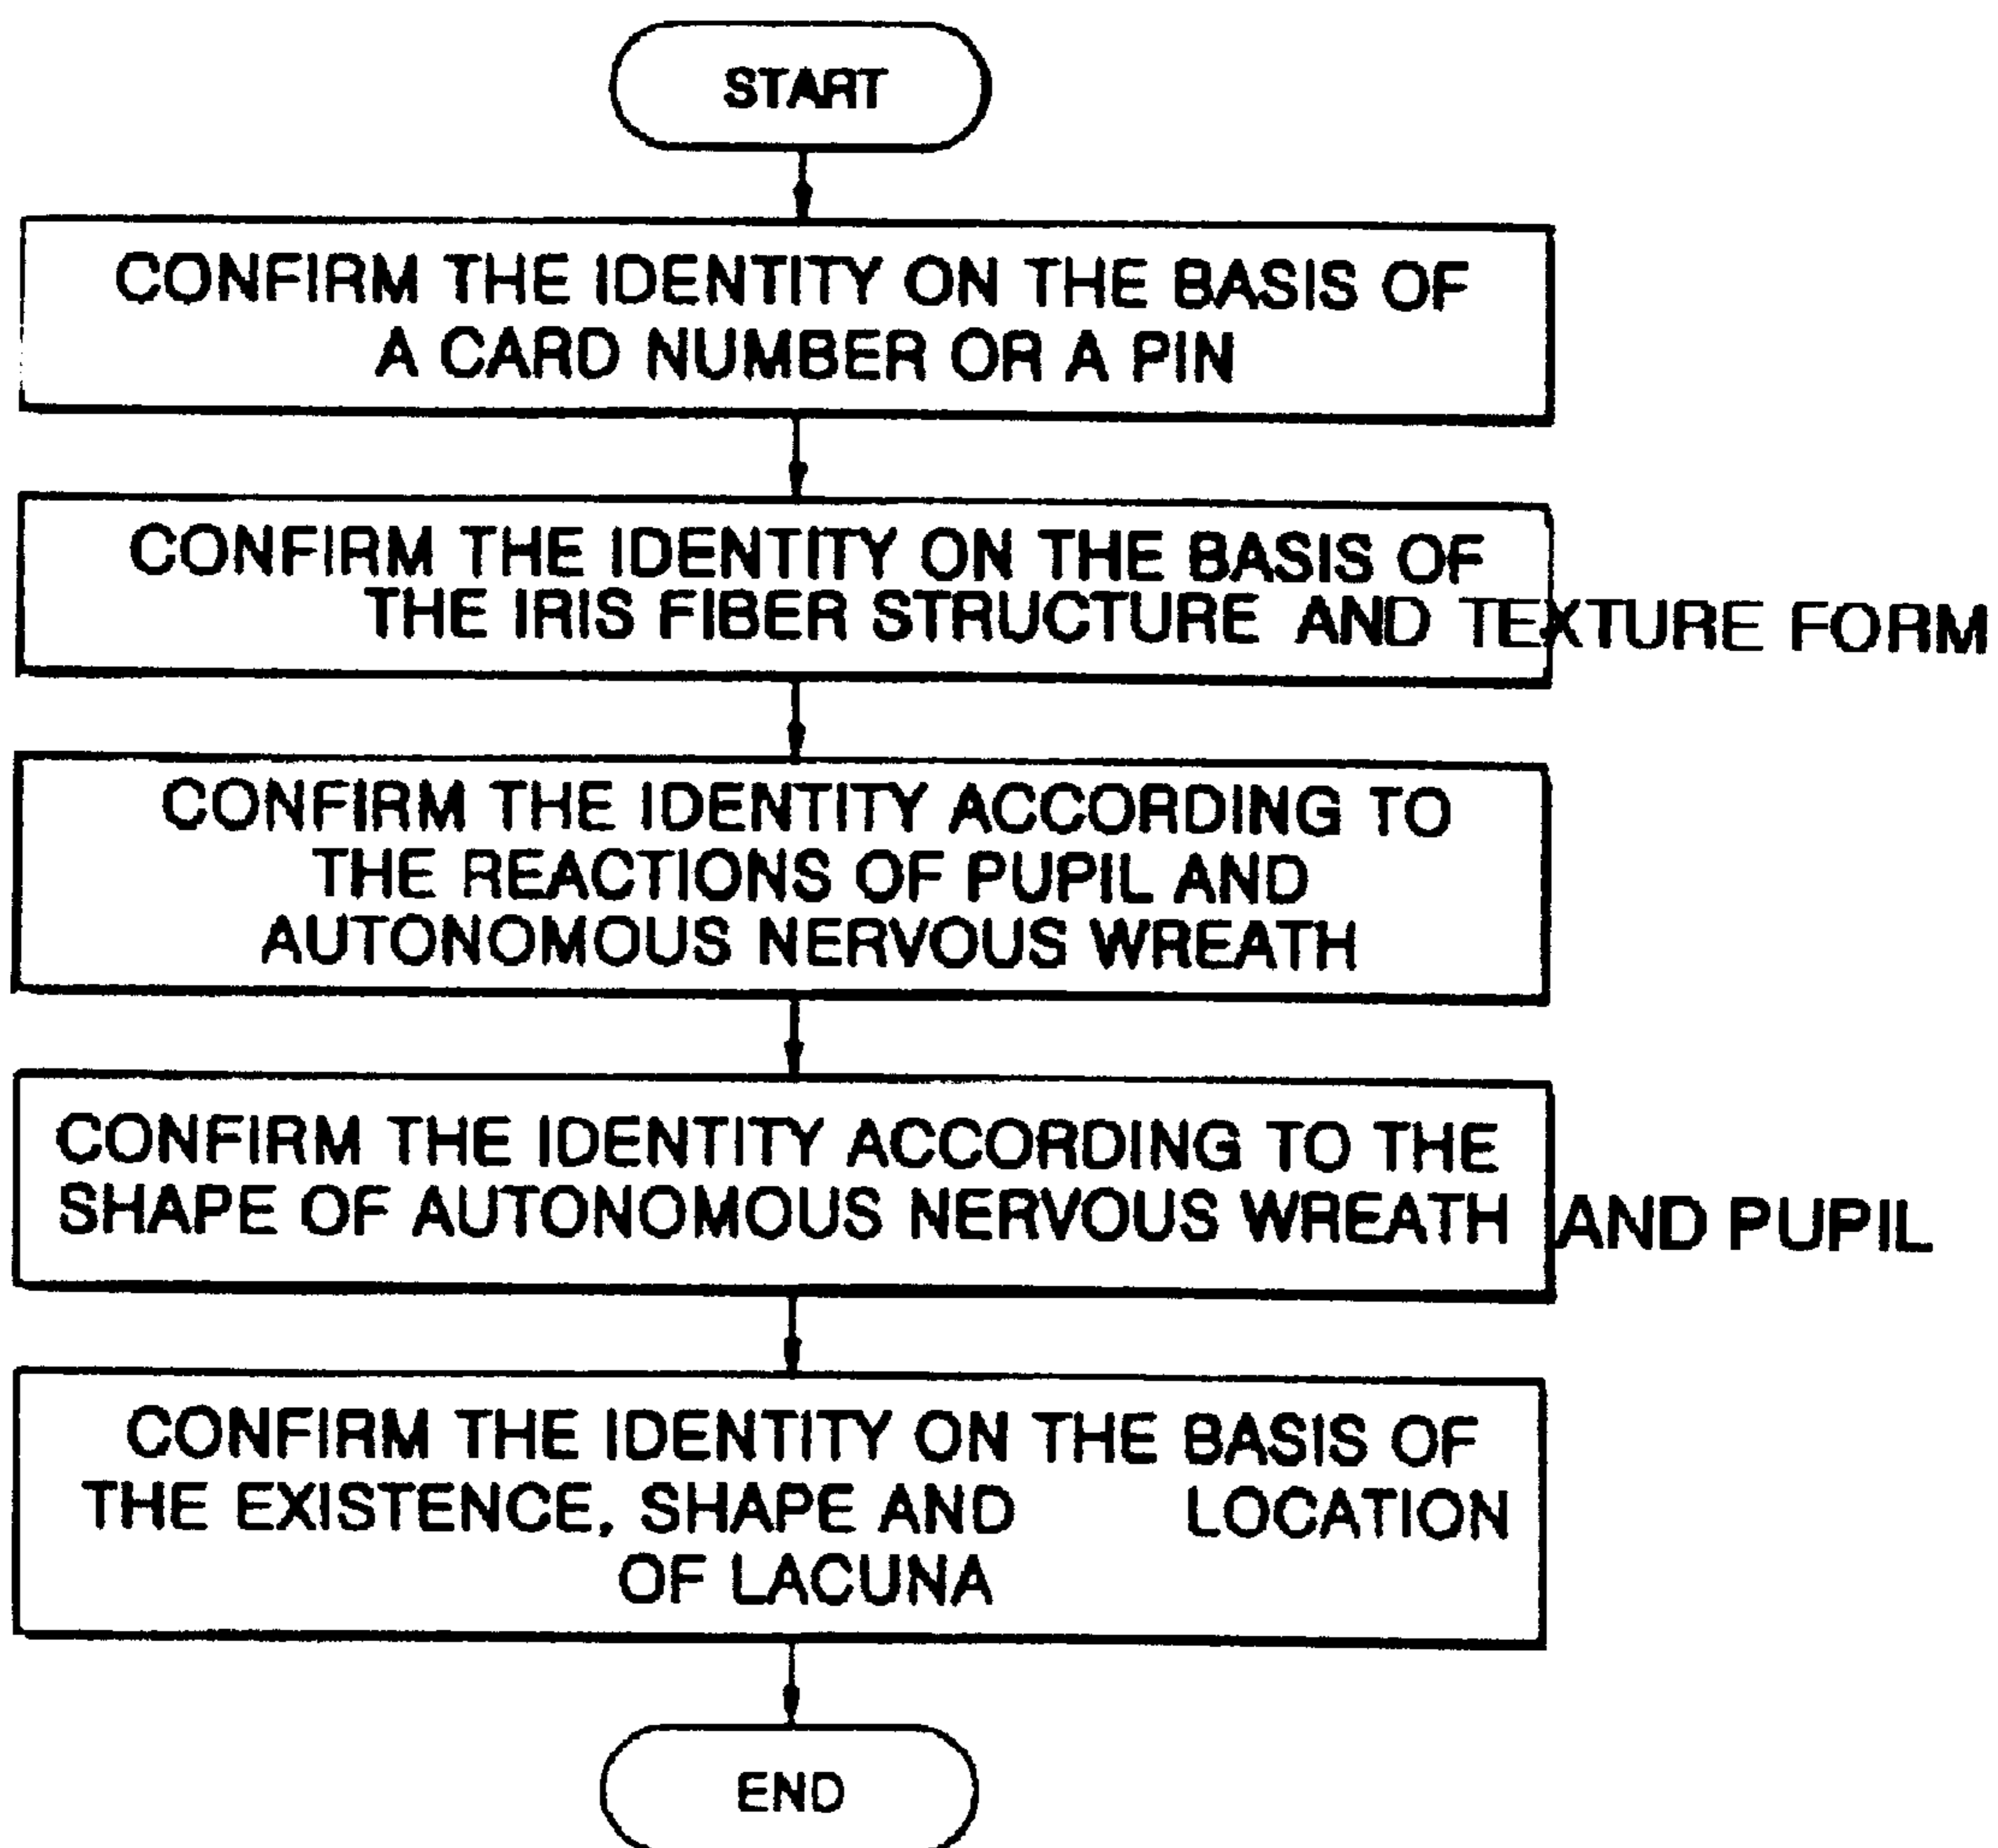 START
CONFIRM THE IDENTITY ON THE BASIS OF
A CARD NUMBER OR A PIN
CONFIRM THE IDENTITY ON THE BASIS OF
THE IRIS FIBER STRUCTURE AND TEXTURE FORM
CONFIRM THE IDENTITY ACCORDING TO
THE REACTIONS OF PUPIL AND
AUTONOMOUS NERVOUS WREATH
CONFIRM THE IDENTITY ACCORDING TO THE
SHAPE OF AUTONOMOUS NERVOUS WREATH AND PUPIL
CONFIRM THE IDENTITY ON THE BASIS OF
THE EXISTENCE, SHAPE AND LOCATION
OF LACUNA
END